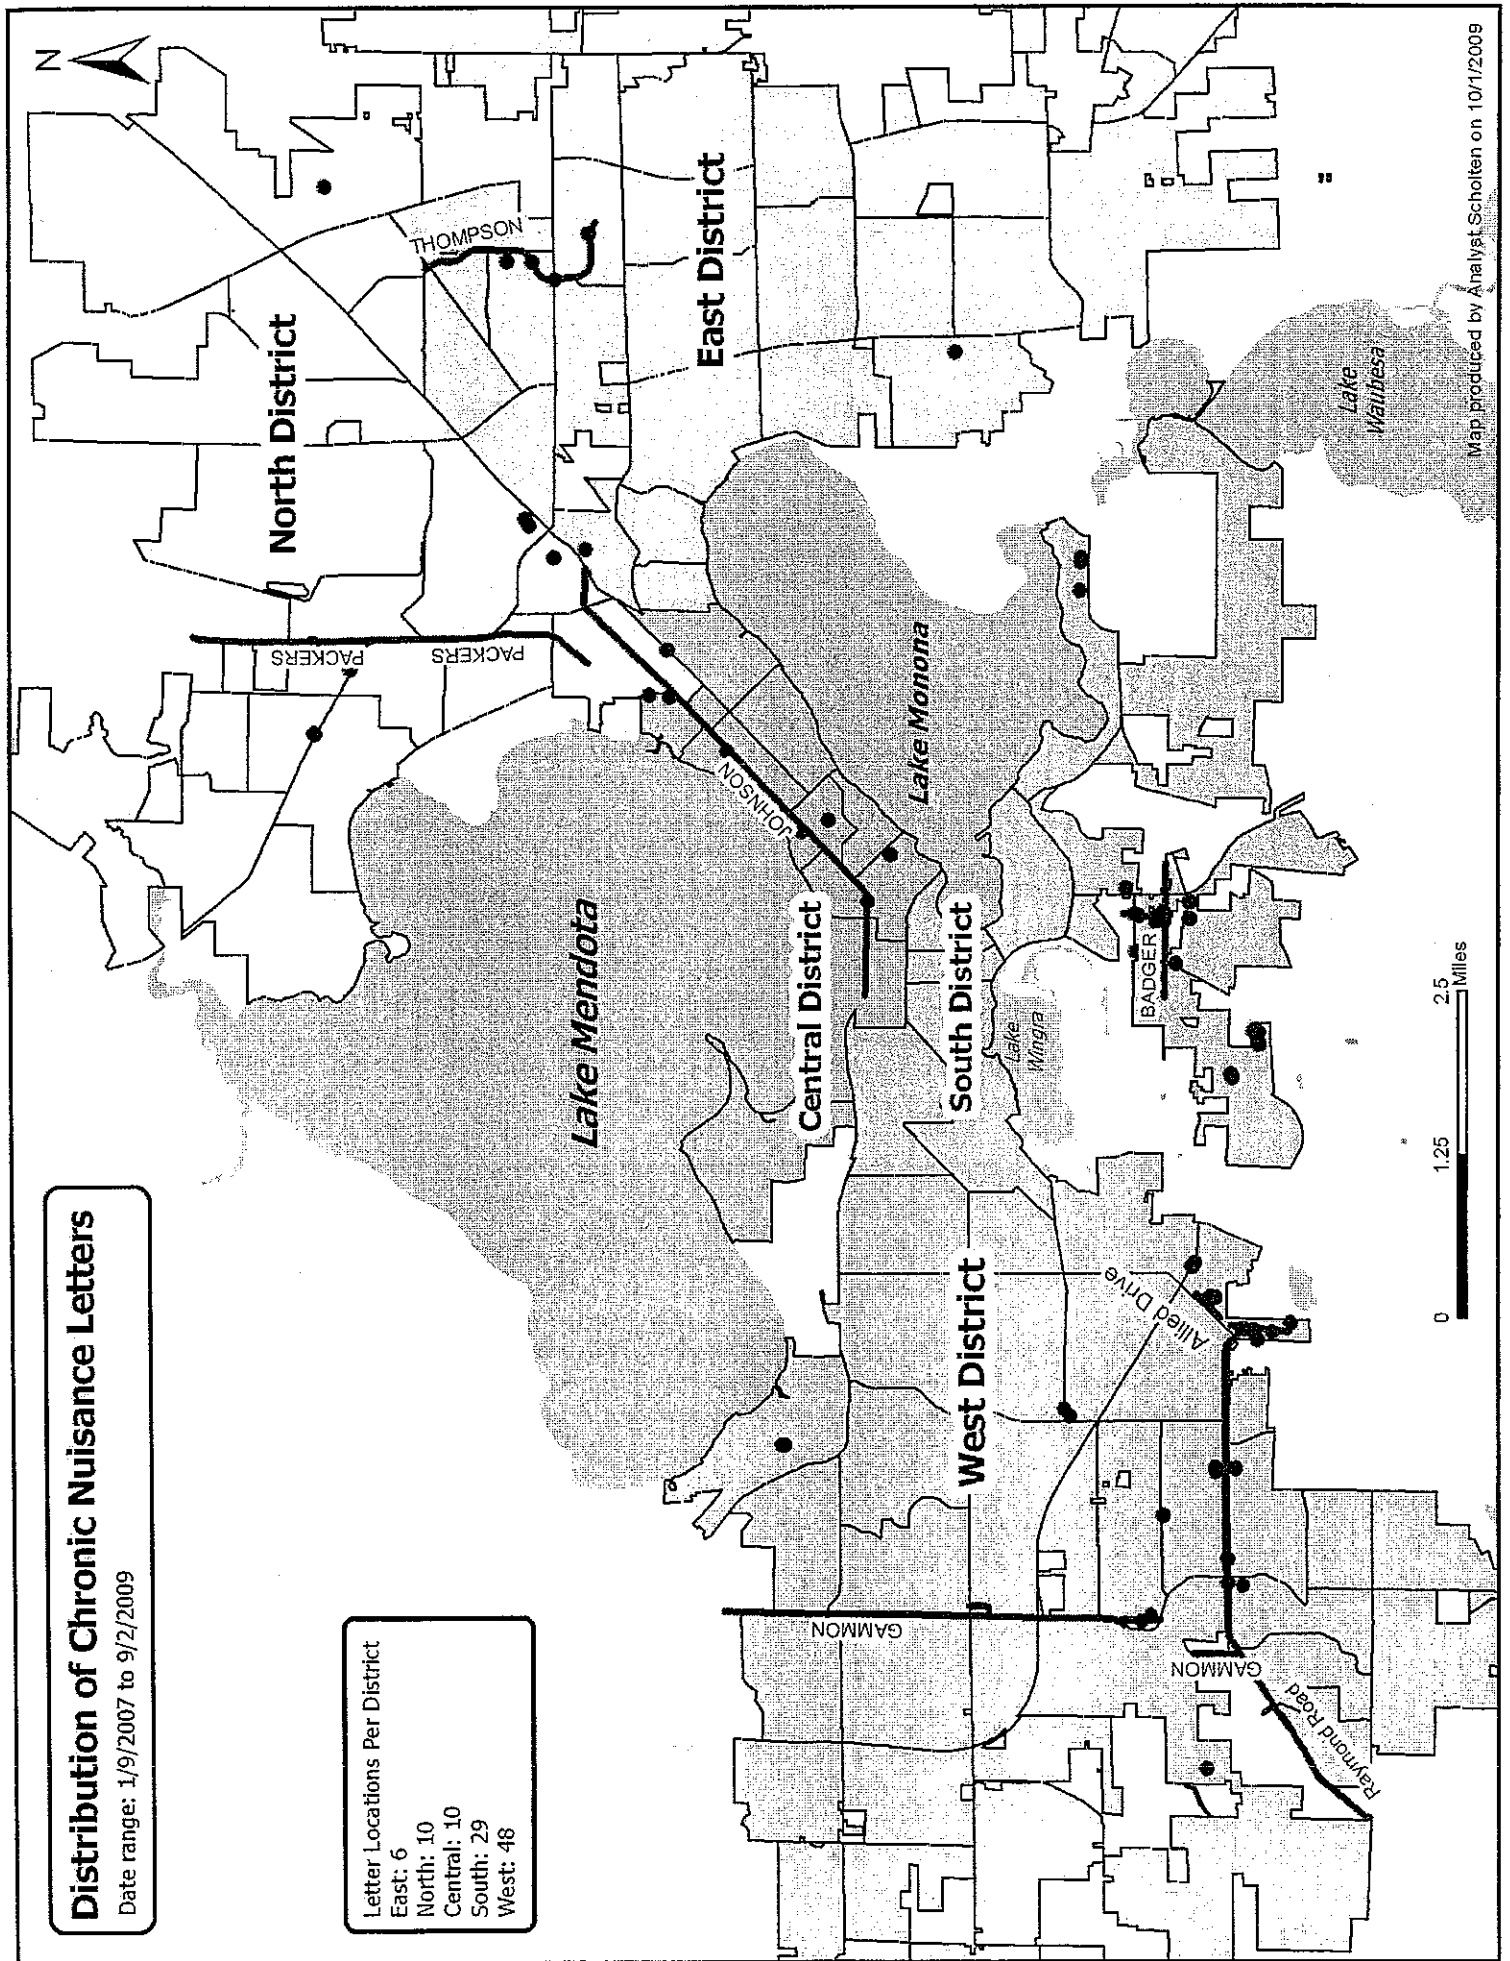 Distribution of Chronic Nuisance Letters
Date range: 1/9/2007 to 9/2/2009
Letter Locations Per District
East: 6
North: 10
Central: 10
South: 29
West: 48
N
THOMPSON
North District
East District
PACKERS
PACKERS
JOHNSON
Lake Mendota
Lake Monona
Lake
Waubesa
Central District
South District
Lake
Wingra
BADGER
West District
Allied Drive
GAMMON
GAMMON
Raymond Road
0
1.25
2.5
Miles
Map produced by Analyst Scholten on 10/1/2009